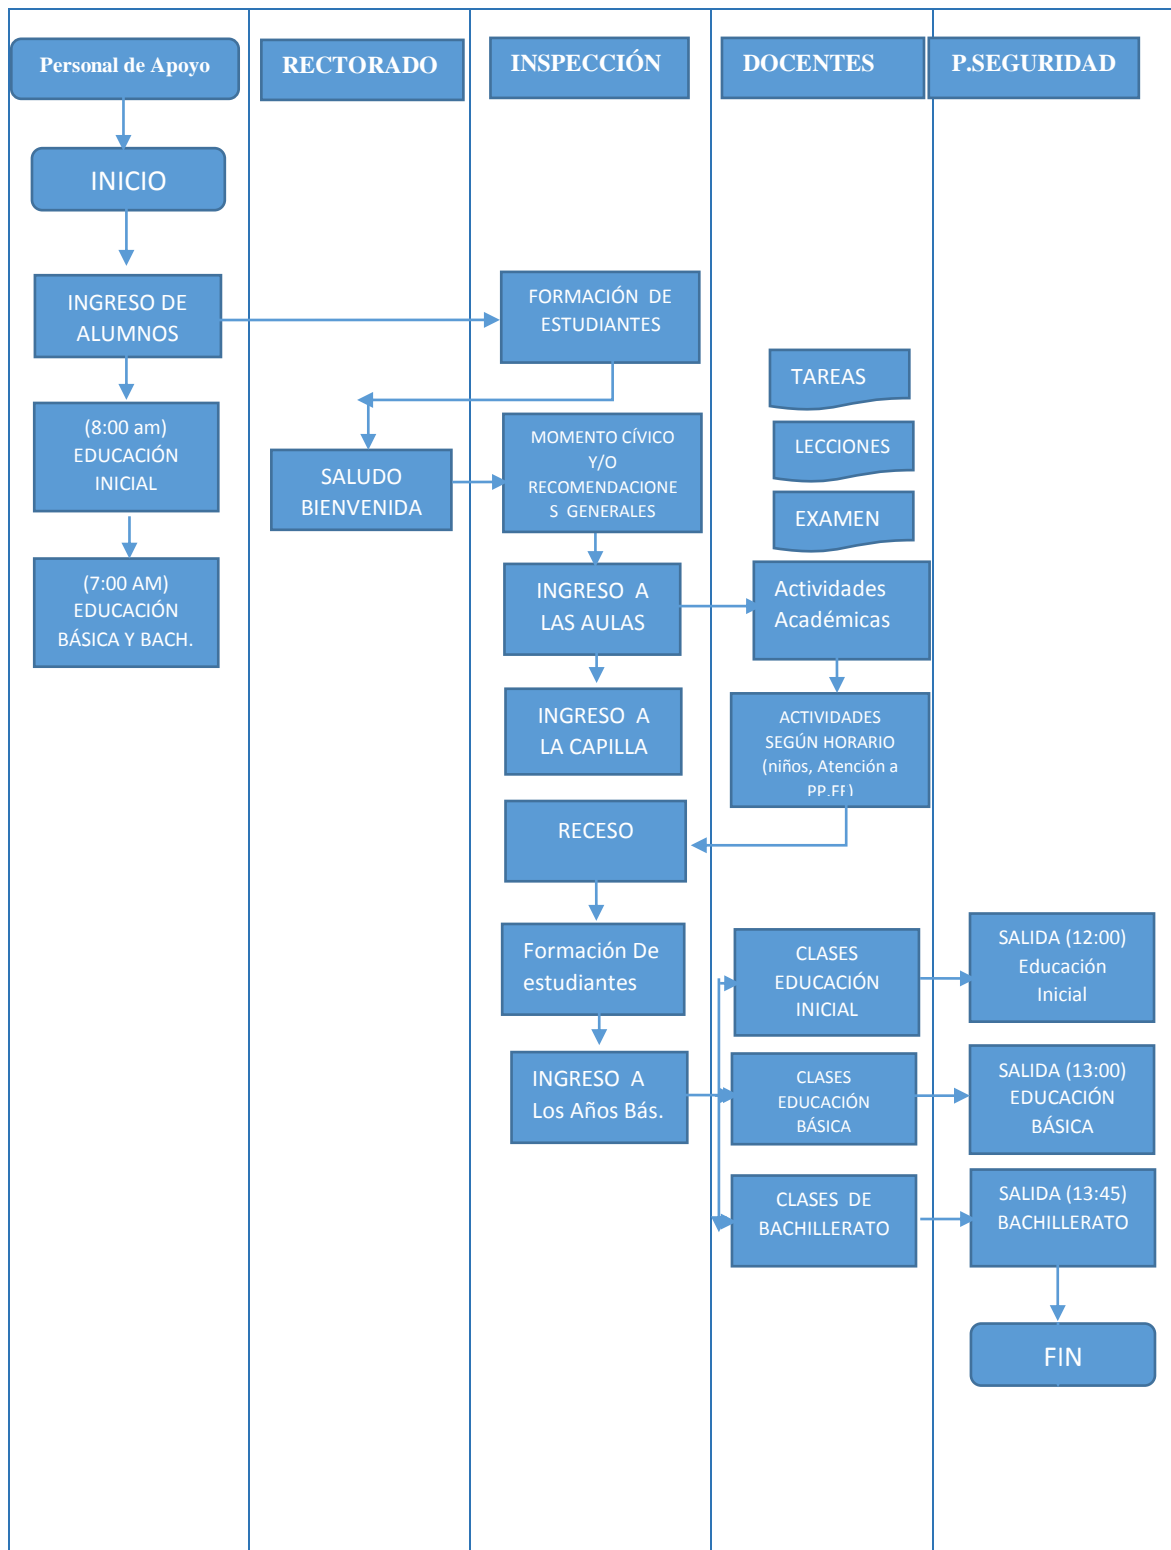 Personal de Apoyo
RECTORADO
INSPECCIÓN
DOCENTES
P.SEGURIDAD
INICIO
INGRESO DE
ALUMNOS
(8:00 am)
EDUCACIÓN
INICIAL
(7:00 AM)
EDUCACIÓN
BÁSICA Y BACH.
SALUDO
BIENVENIDA
FORMACIÓN DE
ESTUDIANTES
MOMENTO CÍVICO
Y/O
RECOMENDACIONE
S GENERALES
INGRESO A
LAS AULAS
INGRESO A
LA CAPILLA
RECESO
Formación De
estudiantes
INGRESO A
Los Años Bás.
TAREAS
LECCIONES
EXAMEN
Actividades
Académicas
ACTIVIDADES
SEGÚN HORARIO
(niños, Atención a
PP.FF)
CLASES
EDUCACIÓN
INICIAL
CLASES
EDUCACIÓN
BÁSICA
CLASES DE
BACHILLERATO
SALIDA (12:00)
Educación
Inicial
SALIDA (13:00)
EDUCACIÓN
BÁSICA
SALIDA (13:45)
BACHILLERATO
FIN